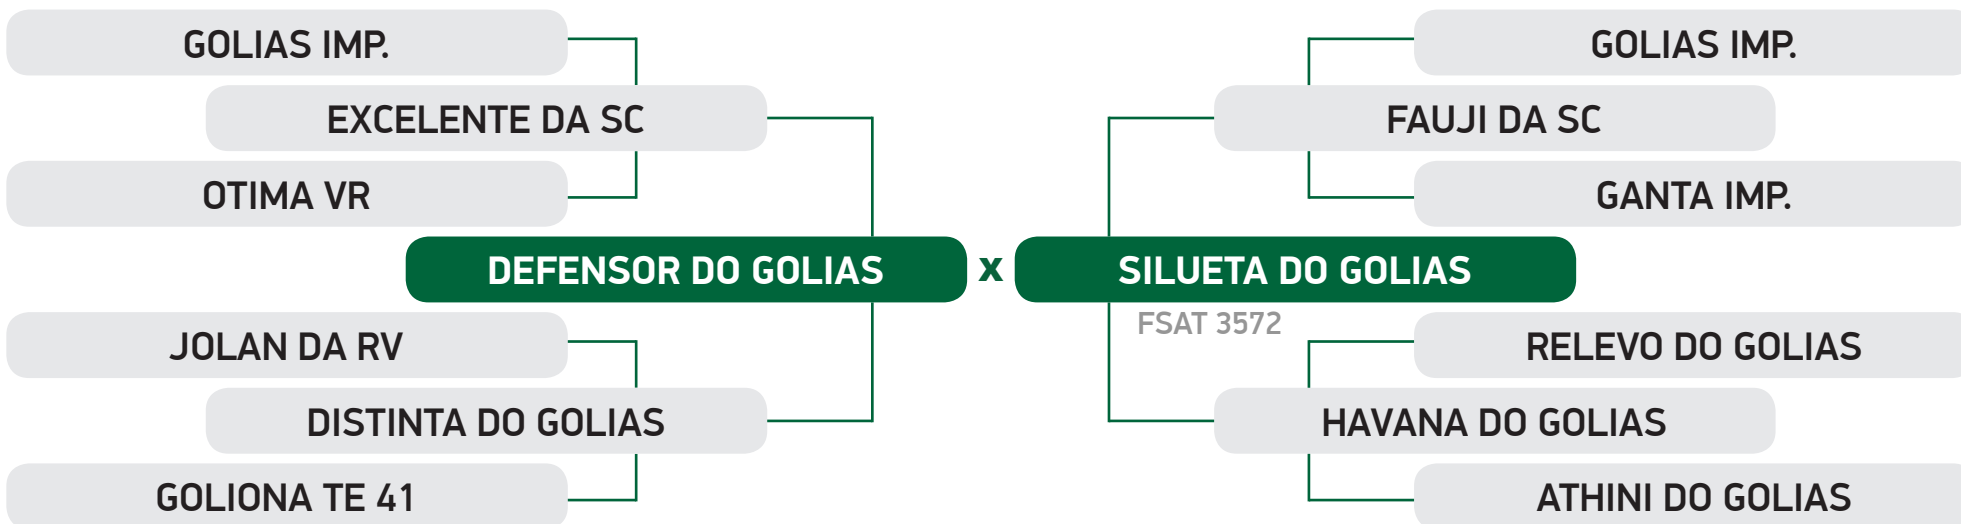 GOLIAS IMP.
EXCELENTE DA SC
OTIMA VR
DEFENSOR DO GOLIAS
JOLAN DA RV
DISTINTA DO GOLIAS
GOLIONA TE 41
x
GOLIAS IMP.
FAUJI DA SC
GANTA IMP.
SILUETA DO GOLIAS
FSAT 3572
RELEVO DO GOLIAS
HAVANA DO GOLIAS
ATHINI DO GOLIAS